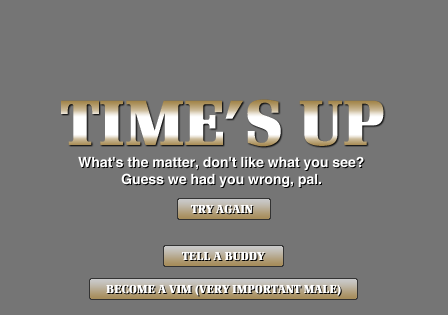 TIME'S UP
What's the matter, don't like what you see?
Guess we had you wrong, pal.
TRY AGAIN
TELL A BUDDY
BECOME A VIM (VERY IMPORTANT MALE)